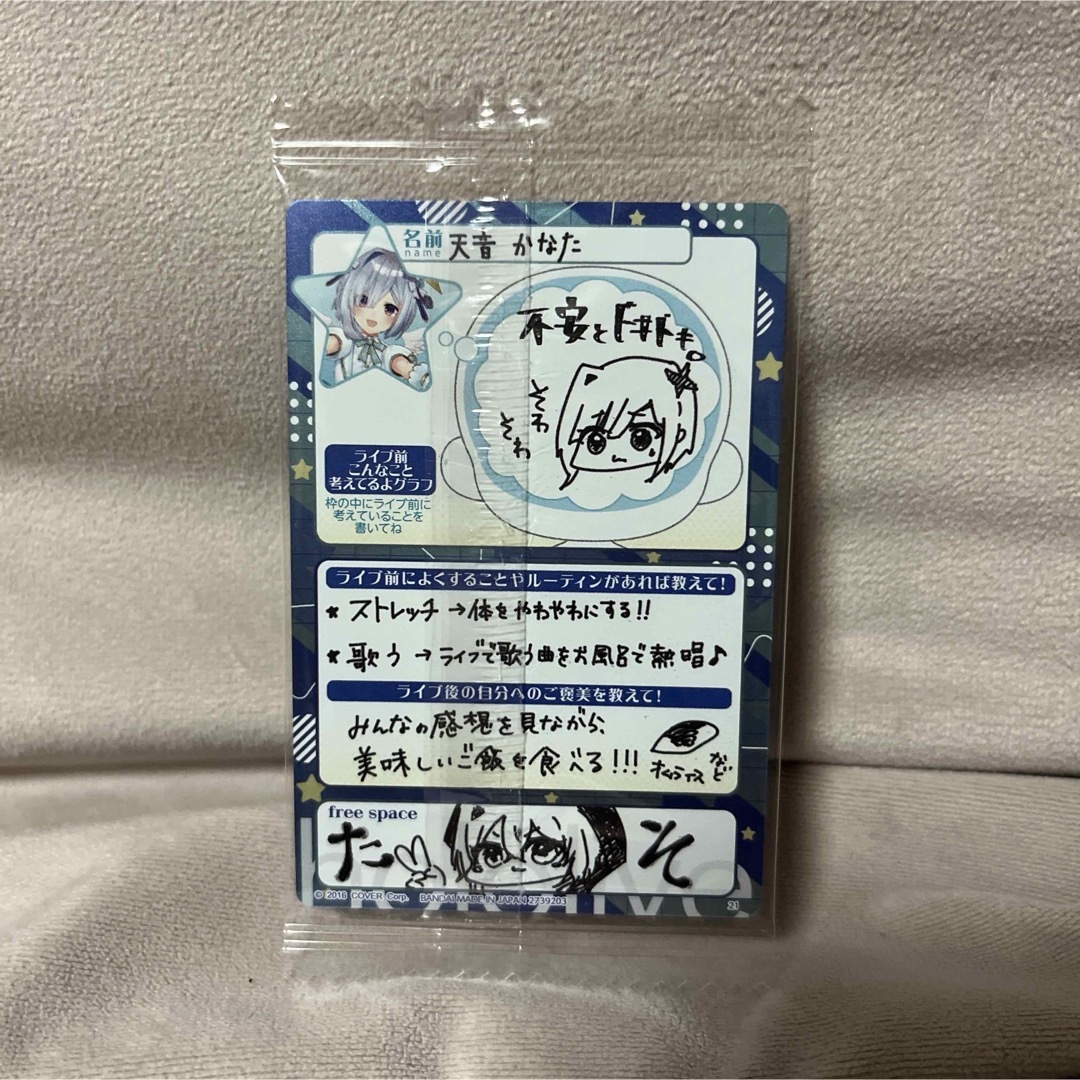 名前
name
天音 かなた
不安とドキドキ。
そわ
そわ
ライブ前
こんなこと
考えてるよグラフ
枠の中にライブ前に
考えていることを
書いてね
ライブ前によくすることやルーティンがあれば教えて!
★ ストレッチ →体をやわやわにする!!
★ 歌う → ライブで歌う曲をお風呂で熱唱♪
ライブ後の自分へのご褒美を教えて!
みんなの感想を見ながら、
美味しいご飯を食べる!!!
など
free space
たそ
© 2016 COVER Corp. BANDAI MADE IN JAPAN 2739203
21
hololive